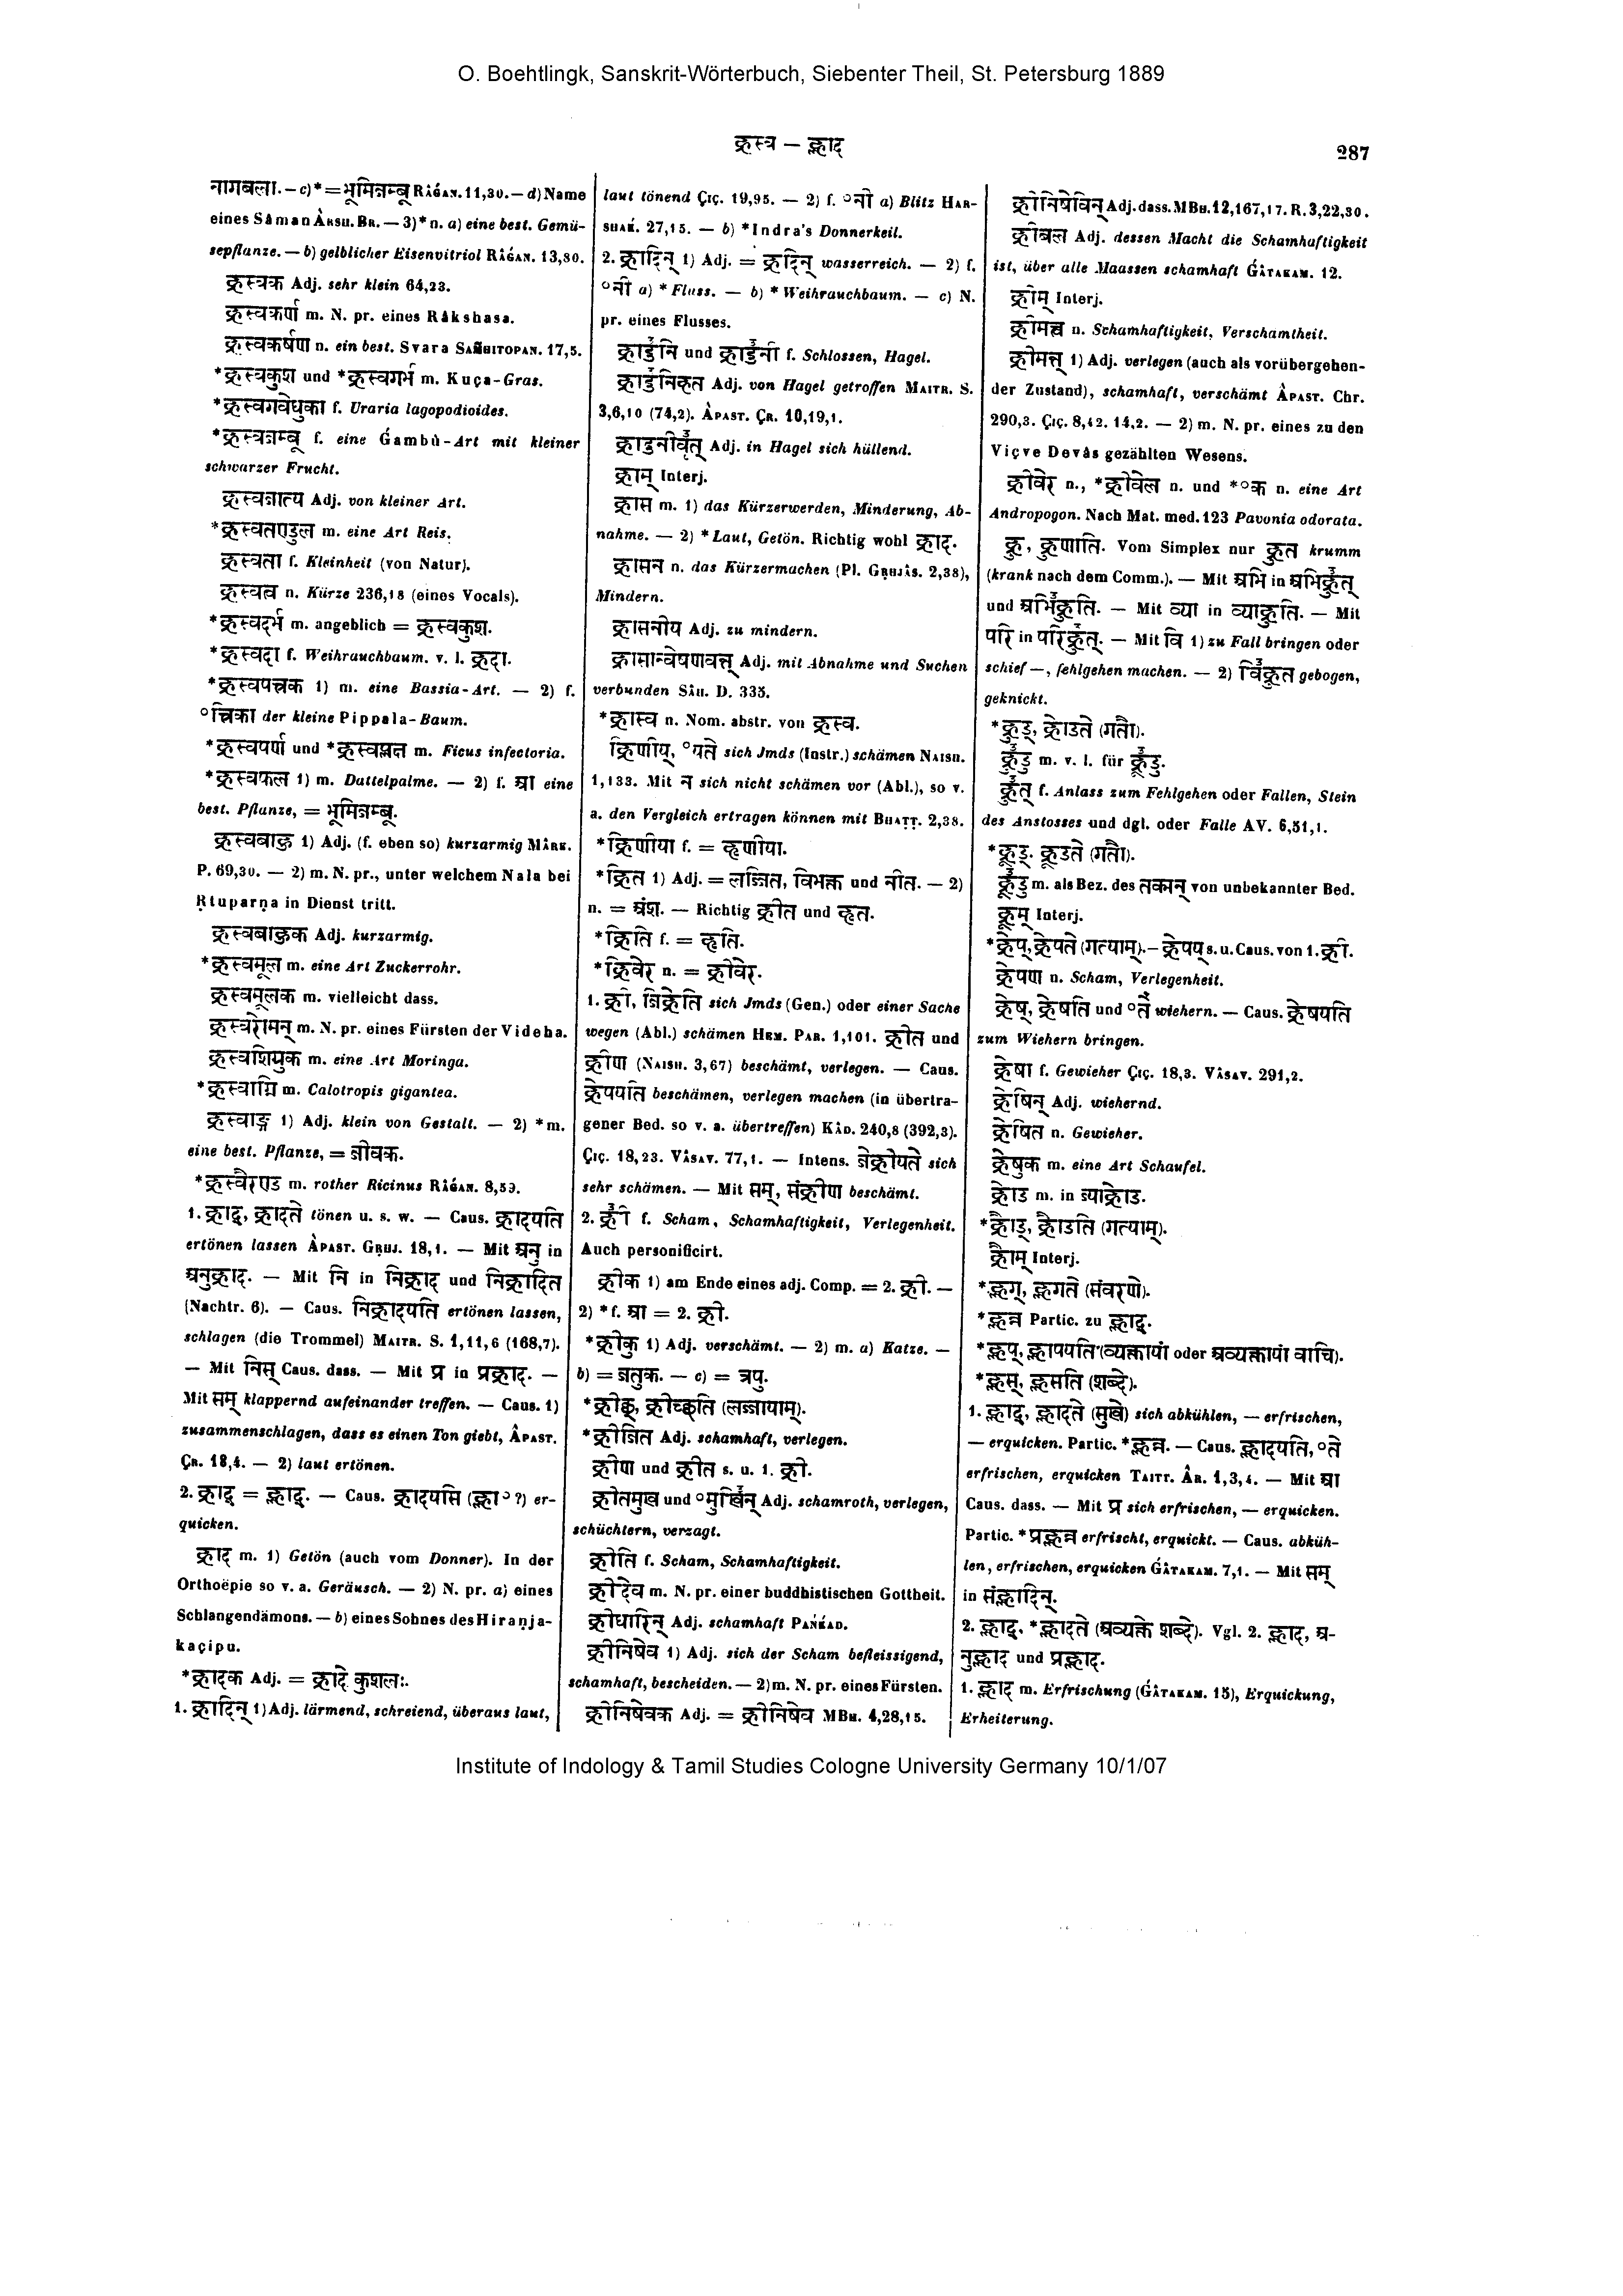 O. Boehtlingk, Sanskrit-Wörterbuch, Siebenter Theil, St. Petersburg 1889
ह्रस्व — ह्लाद
287
नागबला. – c)* = भूमिजम्बू Rāǵan. 11,30. – d) Name
eines Sâman Ârsh. Br. — 3)* n. a) eine best. Gemü-
sepflanze. — b) gelblicher Eisenvitriol Rāǵan. 13,80.
ह्रस्वक Adj. sehr klein 64,23.
ह्रस्वकर्ण m. N. pr. eines Râkshasa.
ह्रस्वकर्षण n. ein best. Svara Saṁhitopan. 17,5.
*ह्रस्वकुश und *ह्रस्वगर्भ m. Kuça-Gras.
*ह्रस्वगवेधुका f. Uraria lagopodioides.
*ह्रस्वजम्बू f. eine Ǵambû-Art mit kleiner
schwarzer Frucht.
ह्रस्वजात्य Adj. von kleiner Art.
*ह्रस्वतण्डुल m. eine Art Reis.
ह्रस्वता f. Kleinheit (von Natur).
ह्रस्वत्व n. Kürze 236,18 (eines Vocals).
*ह्रस्वदर्भ m. angeblich = ह्रस्वकुश.
*ह्रस्वदा f. Weihrauchbaum. v. l. ह्रदा.
*ह्रस्वपत्त्रक 1) m. eine Bassia-Art. — 2) f.
°त्त्रिका der kleine Pippala-Baum.
*ह्रस्वपर्ण und *ह्रस्वप्लक्ष m. Ficus infectoria.
*ह्रस्वफल 1) m. Dattelpalme. — 2) f. आ eine
best. Pflanze, = भूमिजम्बू.
ह्रस्वबाहु 1) Adj. (f. eben so) kurzarmig Mârk.
P. 69,30. — 2) m. N. pr., unter welchem Nala bei
Ṛtuparṇa in Dienst tritt.
ह्रस्वबाहुक Adj. kurzarmig.
*ह्रस्वमूल m. eine Art Zuckerrohr.
ह्रस्वमूलक m. vielleicht dass.
ह्रस्वरोमन् m. N. pr. eines Fürsten der Videha.
ह्रस्वशिग्रुक m. eine Art Moringa.
*ह्रस्वाग्नि m. Calotropis gigantea.
ह्रस्वाङ्ग 1) Adj. klein von Gestalt. — 2) *m.
eine best. Pflanze, = जीवक.
*ह्रस्वैरण्ड m. rother Ricinus Rāǵan. 8,59.
1. ह्राद्, ह्रादते tönen u. s. w. — Caus. ह्रादयति
ertönen lassen Âpast. Gṛhj. 18,1. — Mit अनु in
अनुह्राद. — Mit नि in निह्राद und निह्रादित
(Nachtr. 6). — Caus. निह्रादयति ertönen lassen,
schlagen (die Trommel) Maitr. S. 1,11,6 (168,7).
— Mit निस् Caus. dass. — Mit प्र in प्रह्राद. —
Mit सम् klappernd aufeinander treffen. — Caus. 1)
zusammenschlagen, dass es einen Ton giebt, Âpast.
Çr. 18,4. — 2) laut ertönen.
2. ह्राद् = ह्लाद्. — Caus. ह्रादयसि (ह्ला° ?) er-
quicken.
ह्राद m. 1) Getön (auch vom Donner). In der
Orthoëpie so v. a. Geräusch. — 2) N. pr. a) eines
Schlangendämons. — b) eines Sohnes des Hiraṇja-
kaçipu.
*ह्रादक Adj. = ह्रादे कुशलः.
1. ह्रादिन् 1) Adj. lärmend, schreiend, überaus laut,
laut tönend Çiç. 19,95. — 2) f. °नी a) Blitz Har-
shaḱ. 27,15. — b) *Indra's Donnerkeil.
2. ह्रादिन् 1) Adj. = ह्रदिन् wasserreich. — 2) f.
°नी a) * Fluss. — b) * Weihrauchbaum. — c) N.
pr. eines Flusses.
ह्रादुनि und ह्रादुनी f. Schlossen, Hagel.
ह्रादुनिहत Adj. von Hagel getroffen Maitr. S.
3,6,10 (74,2). Âpast. Çr. 10,19,1.
ह्रादुनीवृत् Adj. in Hagel sich hüllend.
ह्राम् Interj.
ह्रास m. 1) das Kürzerwerden, Minderung, Ab-
nahme. — 2) * Laut, Getön. Richtig wohl ह्राद.
ह्रासन n. das Kürzermachen (Pl. Gṛhjās. 2,38),
Mindern.
ह्रासनीय Adj. zu mindern.
ह्रासान्वेषणवत् Adj. mit Abnahme und Suchen
verbunden Sāh. D. 335.
*ह्रास्व n. Nom. abstr. von ह्रस्व.
ह्रिणीय्, °यते sich Jmds (Instr.) schämen Naish.
1,133. Mit न sich nicht schämen vor (Abl.), so v.
a. den Vergleich ertragen können mit Bhatt. 2,38.
*ह्रिणीया f. = हृणीया.
*ह्रित 1) Adj. = लज्जित, विभक्त und नीत. — 2)
n. = अंश. — Richtig ह्रीत und हृत.
*ह्रिति f. = हृति.
*ह्रिवेर n. = ह्रीवेर.
1. ह्री, जिह्रेति sich Jmds (Gen.) oder einer Sache
wegen (Abl.) schämen Hem. Par. 1,101. ह्रीत und
ह्रीण (Naish. 3,67) beschämt, verlegen. — Caus.
ह्रेपयति beschämen, verlegen machen (in übertra-
gener Bed. so v. a. übertreffen) Kād. 240,8 (392,3).
Çiç. 18,23. Vâsav. 77,1. — Intens. जेह्रीयते sich
sehr schämen. — Mit सम्, संह्रीण beschämt.
2. ह्री f. Scham, Schamhaftigkeit, Verlegenheit.
Auch personificirt.
ह्रीक 1) am Ende eines adj. Comp. = 2. ह्री. —
2) * f. आ = 2. ह्री.
*ह्रीकु 1) Adj. verschämt. — 2) m. a) Katze. —
b) = जतुक. — c) = त्रपु.
*ह्रीछ्, ह्रीच्छति (लज्जायाम्).
*ह्रीजित Adj. schamhaft, verlegen.
ह्रीण und ह्रीत s. u. 1. ह्री.
ह्रीतमुख und °मुखिन् Adj. schamroth, verlegen,
schüchtern, verzagt.
ह्रीति f. Scham, Schamhaftigkeit.
ह्रीदेव m. N. pr. einer buddhistischen Gottheit.
ह्रीधारिन् Adj. schamhaft Pańḱad.
ह्रीनिषेव 1) Adj. sich der Scham befleissigend,
schamhaft, bescheiden. — 2) m. N. pr. eines Fürsten.
ह्रीनिषेवक Adj. = ह्रीनिषेव MBh. 4,28,15.
ह्रीनिषेविन् Adj. dass. MBh. 12,167,17. R. 3,22,30.
ह्रीबल Adj. dessen Macht die Schamhaftigkeit
ist, über alle Maassen schamhaft Ǵâtakam. 12.
ह्रीम् Interj.
ह्रीमत्त्व n. Schamhaftigkeit, Verschamtheit.
ह्रीमत् 1) Adj. verlegen (auch als vorübergehen-
der Zustand), schamhaft, verschämt Âpast. Chr.
290,3. Çiç. 8,42. 14,2. — 2) m. N. pr. eines zu den
Viçve Devâs gezählten Wesens.
ह्रीवेर n., *ह्रीवेल n. und *°क n. eine Art
Andropogon. Nach Mat. med. 123 Pavonia odorata.
ह्रु, ह्रुणाति. Vom Simplex nur ह्रुत krumm
(krank nach dem Comm.). — Mit अभि in अभिह्रुत्
und अभिह्रुति. — Mit व्या in व्याह्रुति. — Mit
परि in परिह्रुत्. — Mit वि 1) zu Fall bringen oder
schief —, fehlgehen machen. — 2) विह्रुत gebogen,
geknickt.
*ह्रुड्, ह्रोडते (गतौ).
ह्रुडु m. v. l. für ह्रूडु.
ह्रुत् f. Anlass zum Fehlgehen oder Fallen, Stein
des Anstosses und dgl. oder Falle AV. 6,51,1.
*ह्रूड्, ह्रूडते (गतौ).
ह्रूडु m. als Bez. des तक्मन् von unbekannter Bed.
ह्रूम् Interj.
*ह्रेप्, ह्रेपते (गत्याम्). – ह्रेपय् s. u. Caus. von 1. ह्री.
ह्रेपण n. Scham, Verlegenheit.
ह्रेष्, ह्रेषति und °ते wiehern. — Caus. ह्रेषयति
zum Wiehern bringen.
ह्रेषा f. Gewieher Çiç. 18,3. Vâsav. 291,2.
ह्रेषिन् Adj. wiehernd.
ह्रेषित n. Gewieher.
ह्रेषुक m. eine Art Schaufel.
ह्रोड m. in व्याह्रोड.
*ह्रौड्, ह्रौडति (गत्याम्).
ह्रौम् Interj.
*ह्लग्, ह्लगते (संवरणे).
*ह्लन्न Partic. zu ह्लाद्.
*ह्लप्, ह्लापयति (व्यक्तायां oder अव्यक्तायां वाचि).
*ह्लस्, ह्लसति (शब्दे).
1. ह्लाद्, ह्लादते (सुखे) sich abkühlen, — erfrischen,
— erquicken. Partic. *ह्लन्न. — Caus. ह्लादयति, °ते
erfrischen, erquicken Taitt. Âr. 1,3,4. — Mit आ
Caus. dass. — Mit प्र sich erfrischen, — erquicken.
Partic. *प्रह्लन्न erfrischt, erquickt. — Caus. abküh-
len, erfrischen, erquicken Ǵâtakam. 7,1. — Mit सम्
in संह्लादिन्.
2. ह्लाद्. *ह्लादते (अव्यक्ते शब्दे). Vgl. 2. ह्लाद, अ-
नुह्लाद und प्रह्लाद.
1. ह्लाद m. Erfrischung (Ǵâtakam. 15), Erquickung,
Erheiterung.
Institute of Indology & Tamil Studies Cologne University Germany 10/1/07